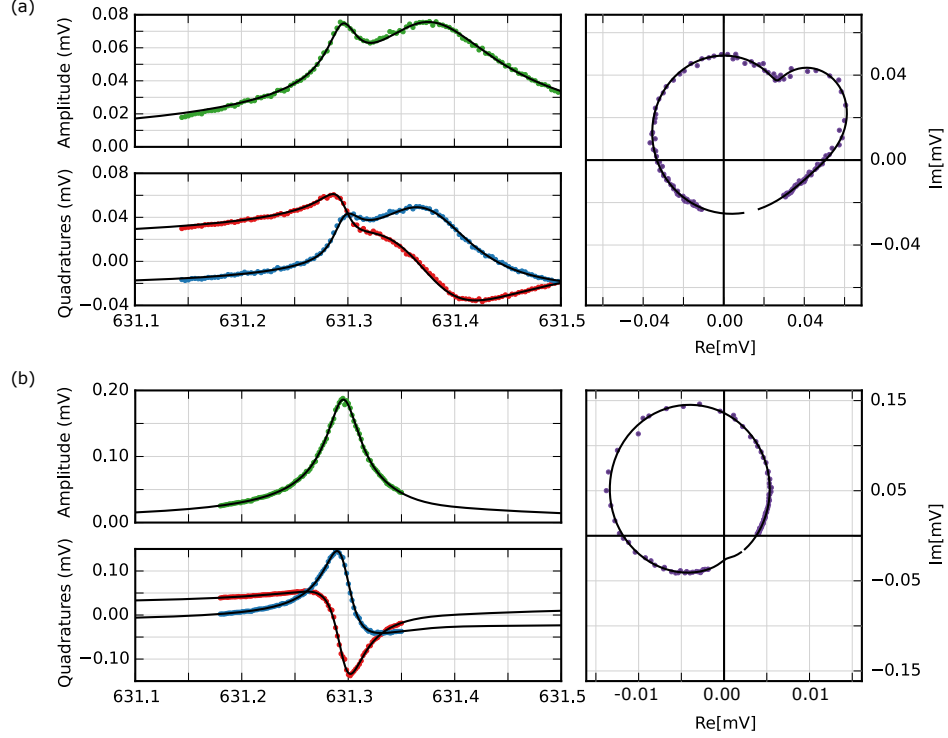 (a)
Amplitude (mV)
0.08
0.06
0.04
0.02
0.00
Quadratures (mV)
0.08
0.04
0.00
−0.04
631.1 631.2 631.3 631.4 631.5
Im[mV]
0.04
0.00
−0.04
−0.04 0.00 0.04
Re[mV]
(b)
Amplitude (mV)
0.20
0.10
0.00
Quadratures (mV)
0.10
0.00
−0.10
631.1 631.2 631.3 631.4 631.5
Im[mV]
0.15
0.05
−0.05
−0.15
-0.01 0.00 0.01
Re[mV]